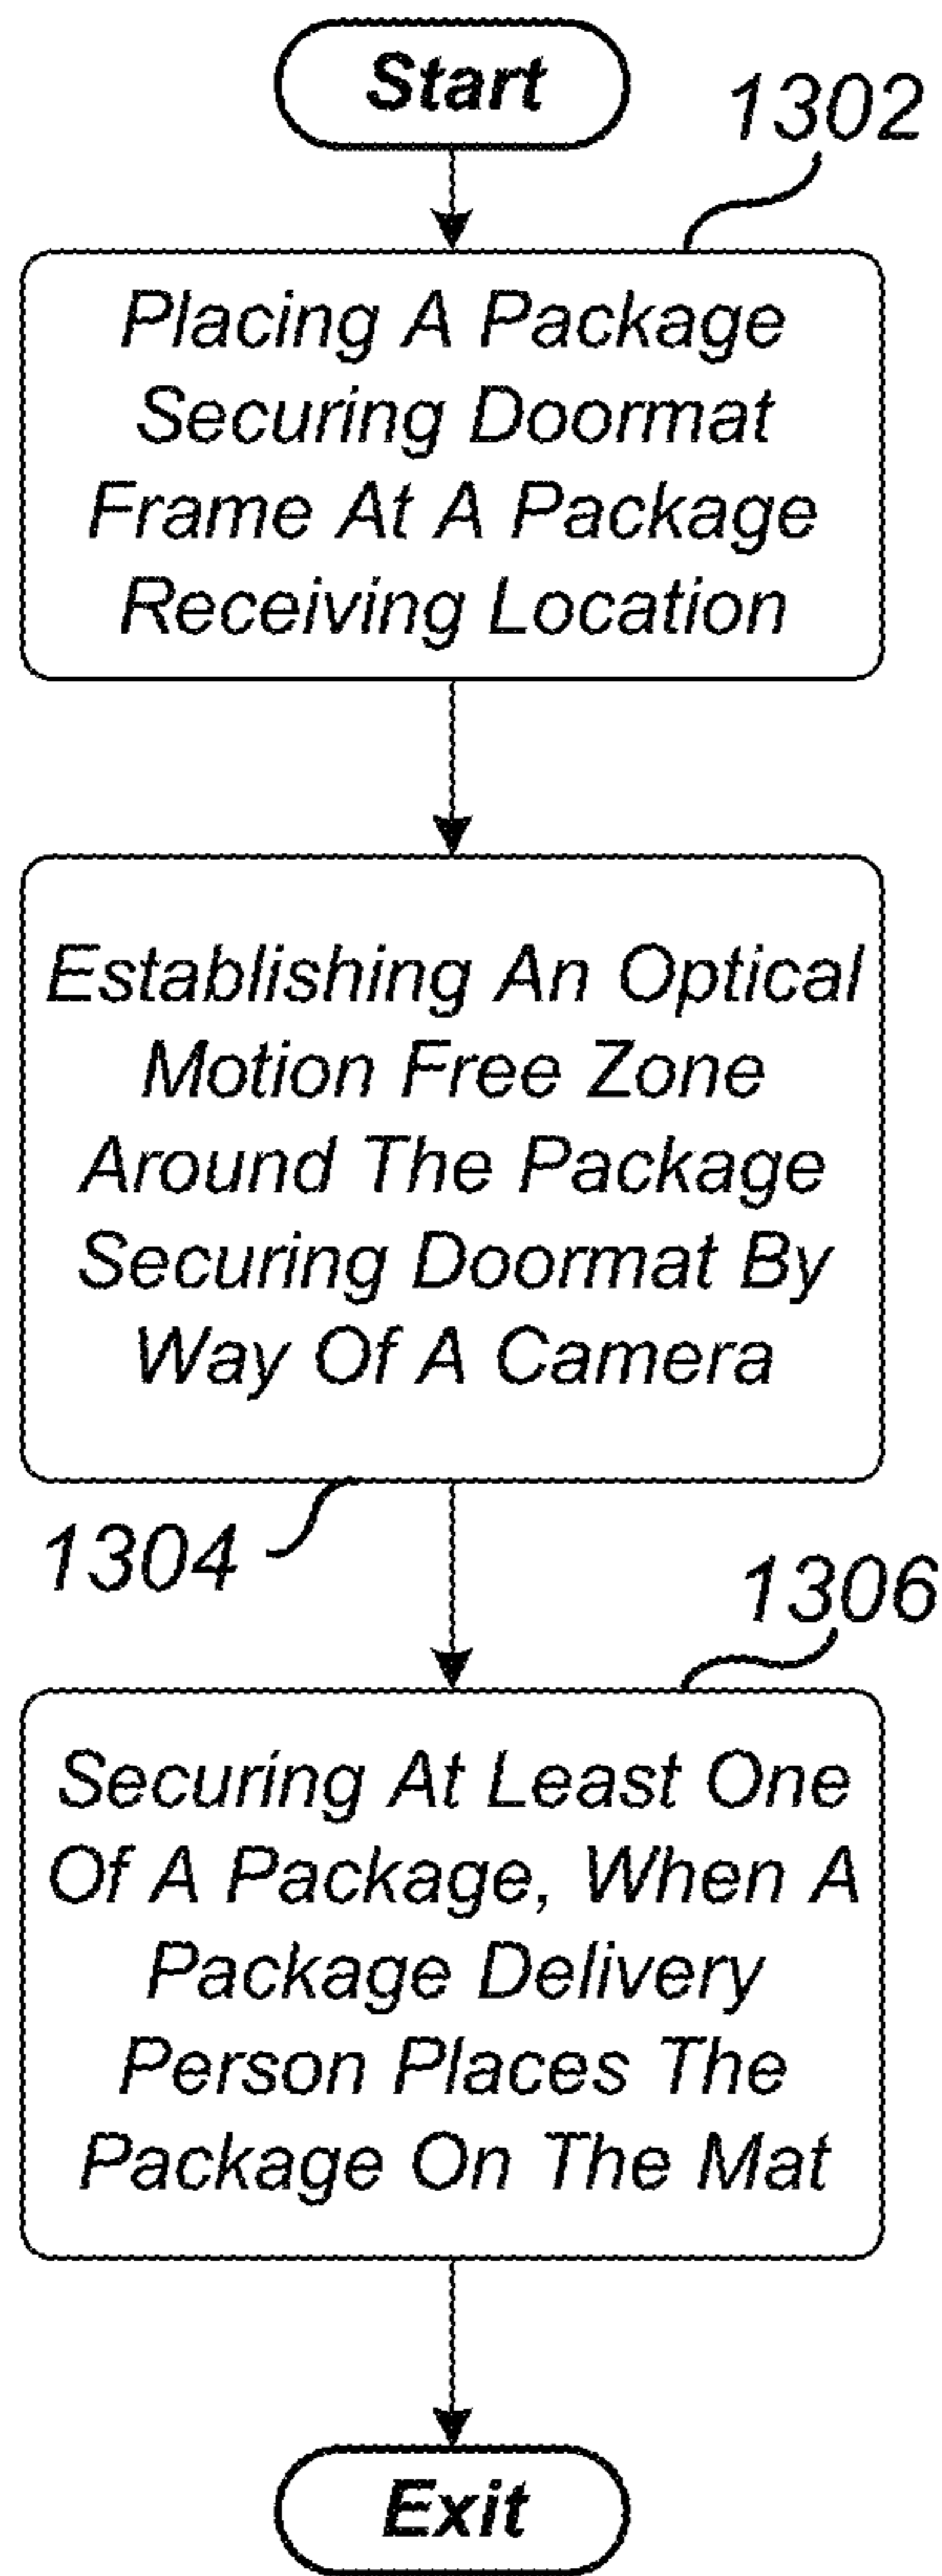 Start
1302
Placing A Package
Securing Doormat
Frame At A Package
Receiving Location
Establishing An Optical
Motion Free Zone
Around The Package
Securing Doormat By
Way Of A Camera
1304
1306
Securing At Least One
Of A Package, When A
Package Delivery
Person Places The
Package On The Mat
Exit